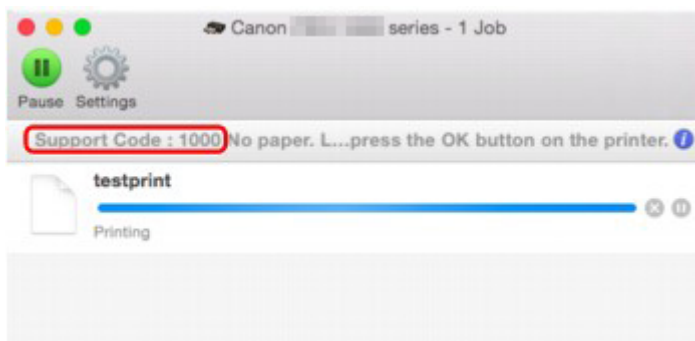 Canon series - 1 Job
Pause Settings
Support Code : 1000 No paper. L...press the OK button on the printer.
testprint
Printing